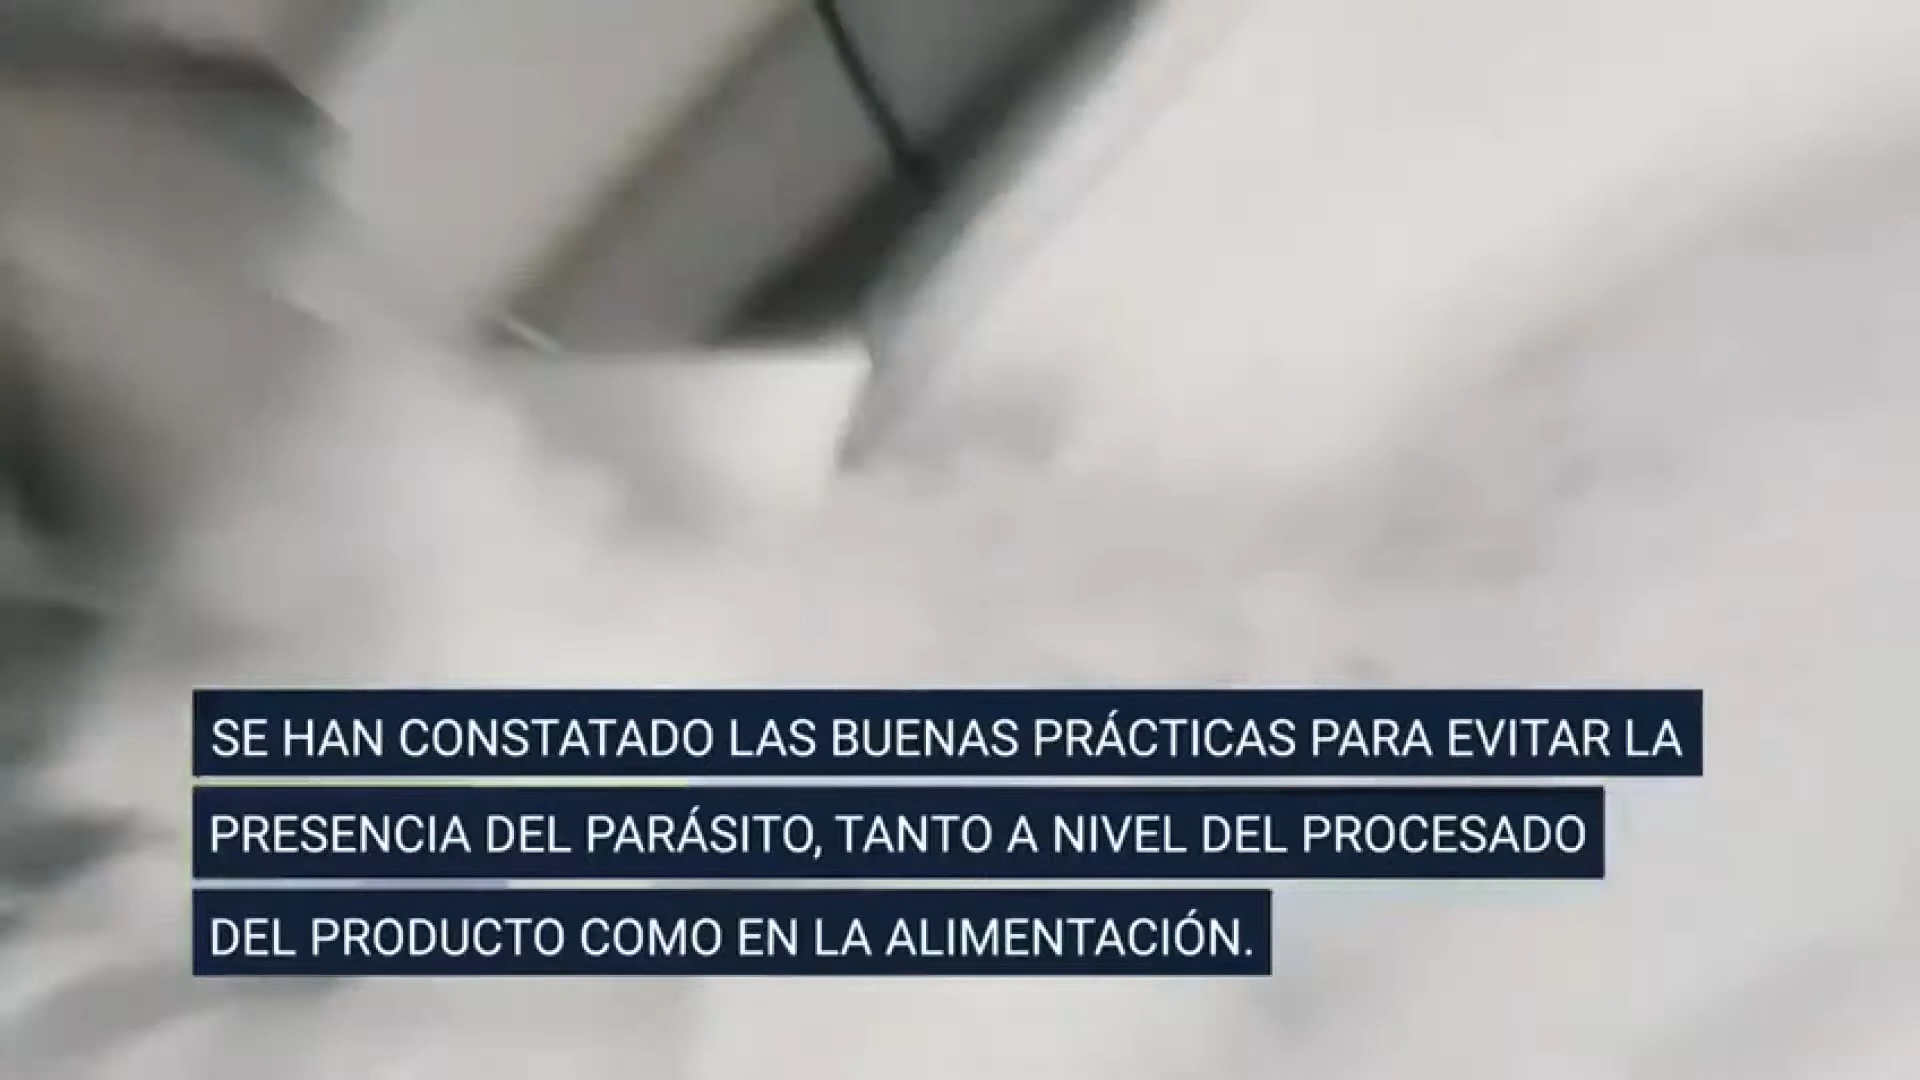 SE HAN CONSTATADO LAS BUENAS PRÁCTICAS PARA EVITAR LA
PRESENCIA DEL PARÁSITO, TANTO A NIVEL DEL PROCESADO
DEL PRODUCTO COMO EN LA ALIMENTACIÓN.